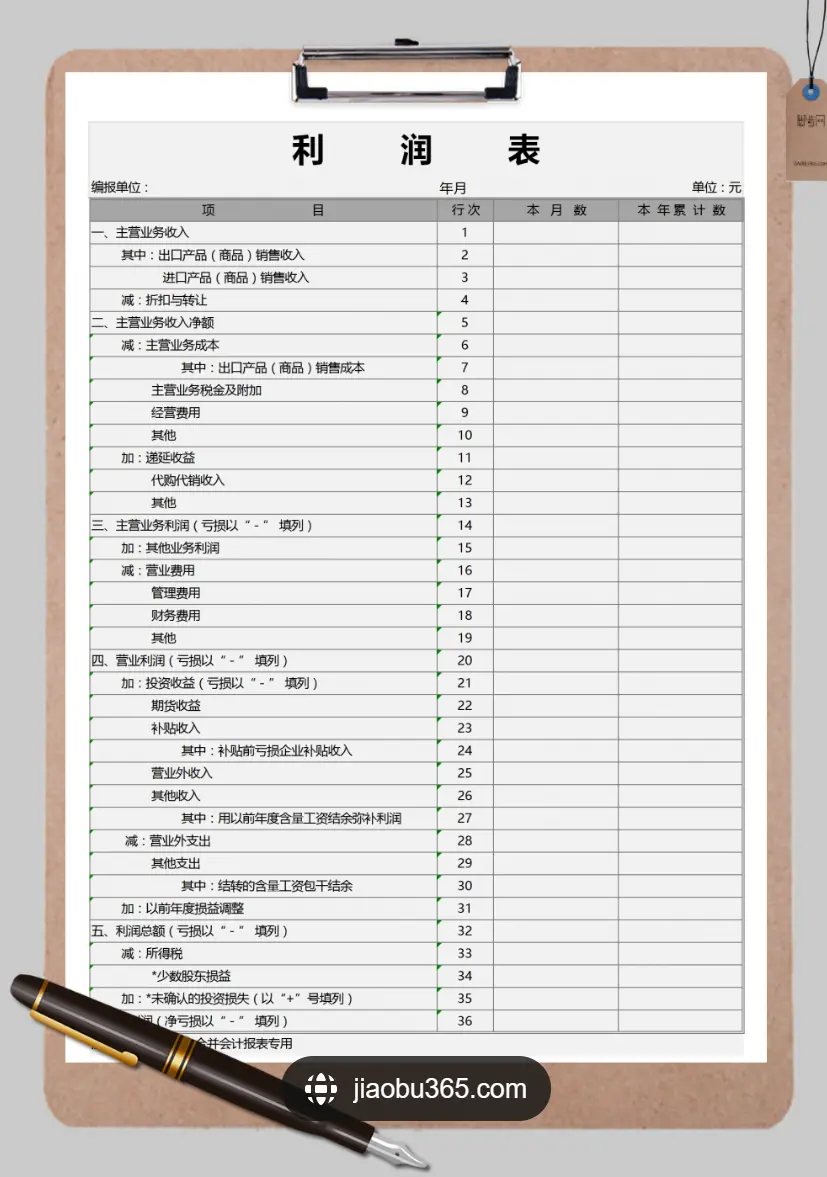 利 润 表
编报单位： 年月 单位：元
项 目 行 次 本 月 数 本 年 累 计 数
一、主营业务收入 1
其中：出口产品（商品）销售收入 2
进口产品（商品）销售收入 3
减：折扣与转让 4
二、主营业务收入净额 5
减：主营业务成本 6
其中：出口产品（商品）销售成本 7
主营业务税金及附加 8
经营费用 9
其他 10
加：递延收益 11
代购代销收入 12
其他 13
三、主营业务利润（亏损以“－” 填列） 14
加：其他业务利润 15
减：营业费用 16
管理费用 17
财务费用 18
其他 19
四、营业利润（亏损以“－” 填列） 20
加：投资收益（亏损以“－” 填列） 21
期货收益 22
补贴收入 23
其中：补贴前亏损企业补贴收入 24
营业外收入 25
其他收入 26
其中：用以前年度含量工资结余弥补利润 27
减：营业外支出 28
其他支出 29
其中：结转的含量工资包干结余 30
加：以前年度损益调整 31
五、利润总额（亏损以“－” 填列） 32
减：所得税 33
*少数股东损益 34
加：*未确认的投资损失（以“+”号填列） 35
润（净亏损以“－” 填列） 36
并会计报表专用
jiaobu365.com